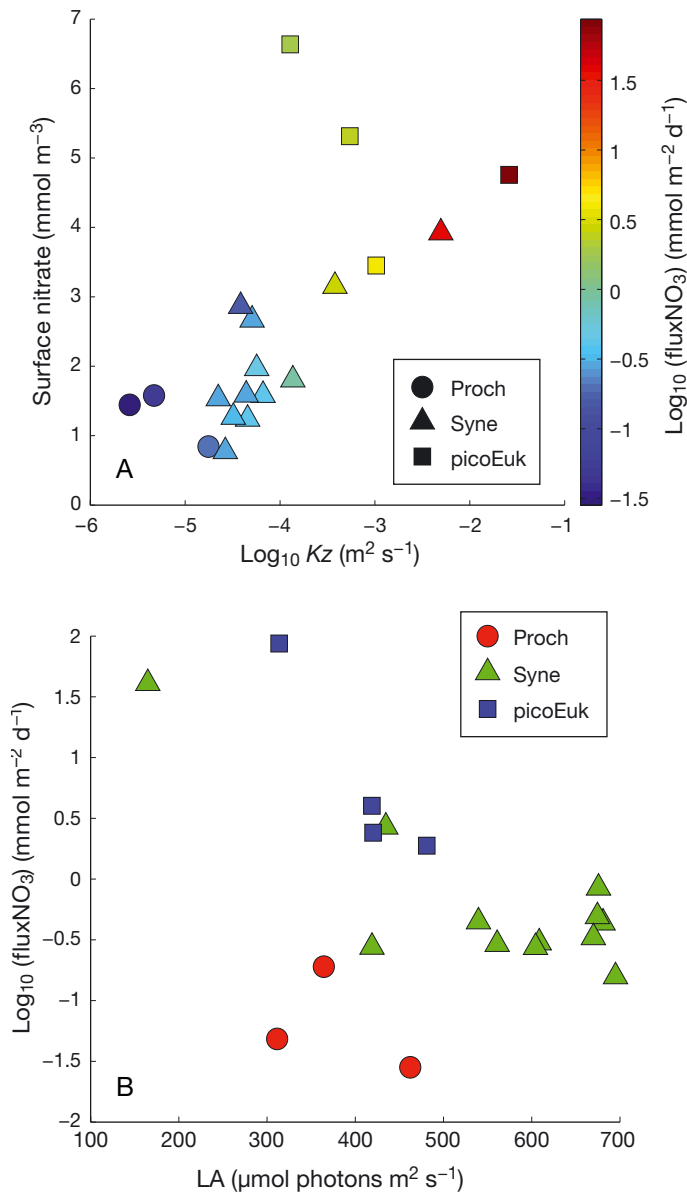 7
6
5
4
3
2
1
0
Surface nitrate (mmol m−3)
−6
−5
−4
−3
−2
−1
Log10 Kz (m2 s−1)
A
Proch
Syne
picoEuk
1.5
1
0.5
0
−0.5
−1
−1.5
Log10 (fluxNO3) (mmol m−2 d−1)
2
1.5
1
0.5
0
−0.5
−1
−1.5
−2
Log10 (fluxNO3) (mmol m−2 d−1)
Proch
Syne
picoEuk
B
100
200
300
400
500
600
700
LA (µmol photons m2 s−1)